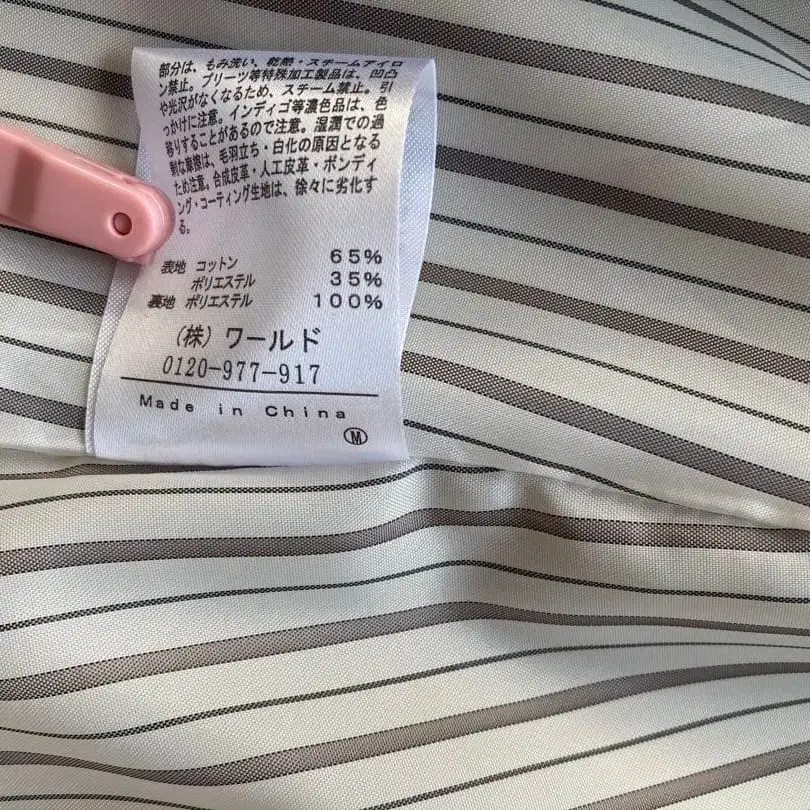 部分は、もみ洗い、乾熱・スチームアイロ
ン禁止。プリーツ等特殊加工製品は、凹凸
や光沢がなくなるため、スチーム禁止。引
っかけに注意。インディゴ等濃色品は、色
移りすることがあるので注意。湿潤での過
剰な摩擦は、毛羽立ち・白化の原因となる
ため注意。合成皮革・人工皮革・ボンディ
ング・コーティング生地は、徐々に劣化す
る。
表地 コットン 65%
ポリエステル 35%
裏地 ポリエステル 100%
(株)ワールド
0120-977-917
Made in China
Ⓜ